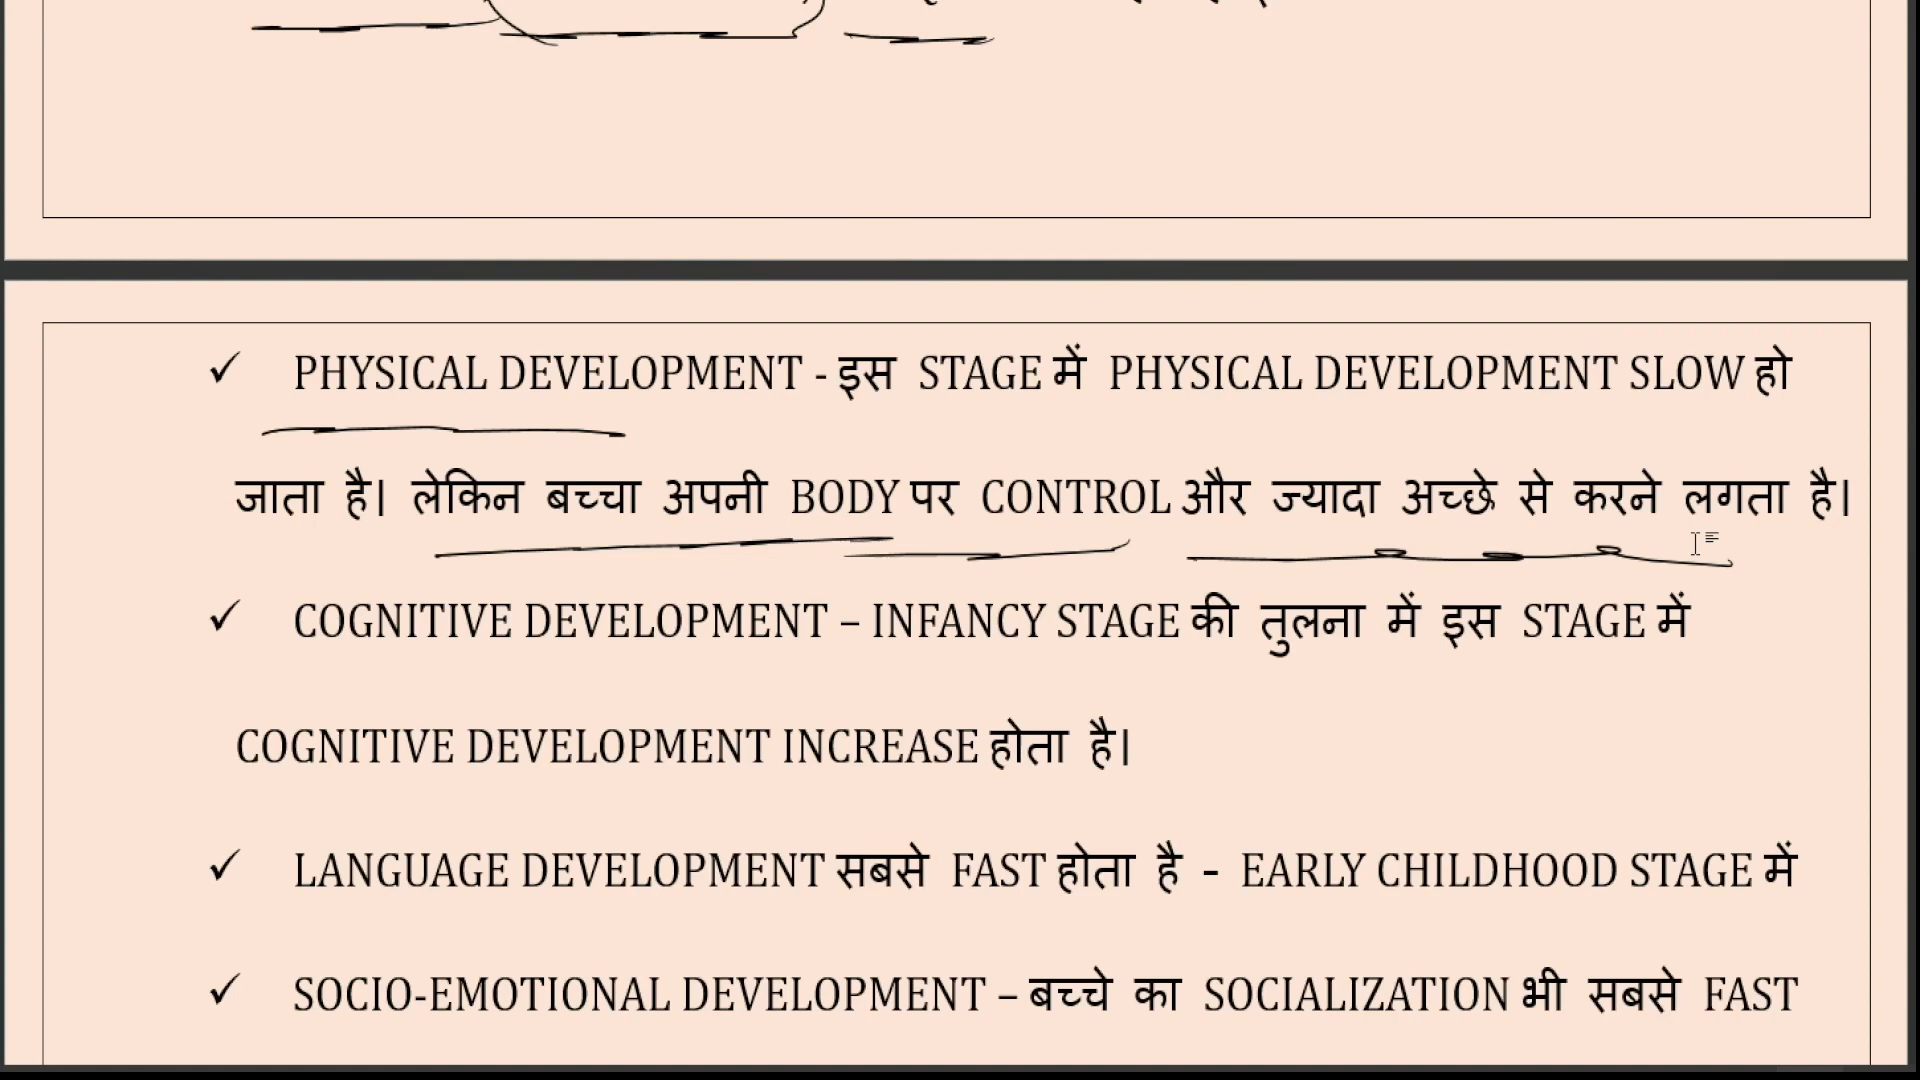 ✓ PHYSICAL DEVELOPMENT - इस STAGE में PHYSICAL DEVELOPMENT SLOW हो
जाता है। लेकिन बच्चा अपनी BODY पर CONTROL और ज्यादा अच्छे से करने लगता है।
✓ COGNITIVE DEVELOPMENT – INFANCY STAGE की तुलना में इस STAGE में
COGNITIVE DEVELOPMENT INCREASE होता है।
✓ LANGUAGE DEVELOPMENT सबसे FAST होता है - EARLY CHILDHOOD STAGE में
✓ SOCIO-EMOTIONAL DEVELOPMENT – बच्चे का SOCIALIZATION भी सबसे FAST